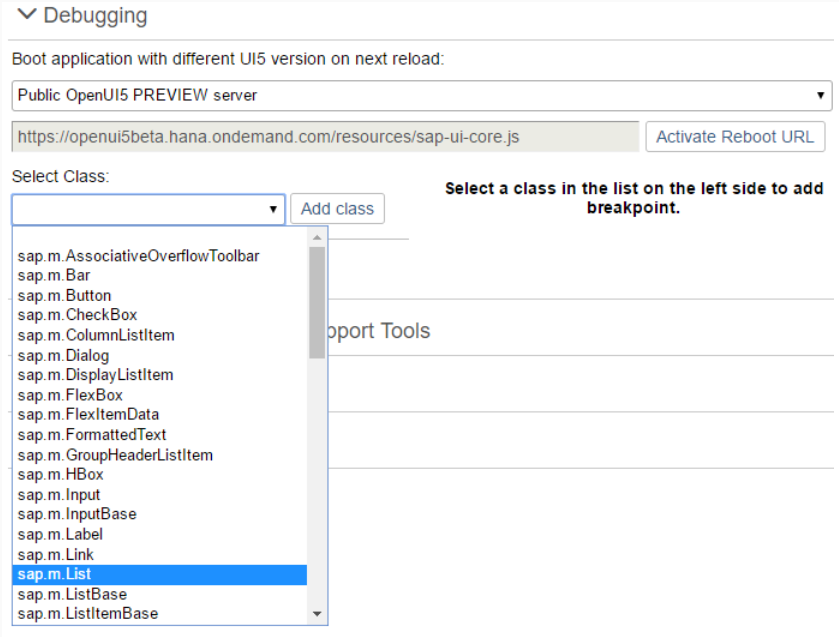 Debugging
Boot application with different UI5 version on next reload:
Public OpenUI5 PREVIEW server
https://openui5beta.hana.ondemand.com/resources/sap-ui-core.js
Activate Reboot URL
Select Class:
Add class
Select a class in the list on the left side to add
breakpoint.
sap.m.AssociativeOverflowToolbar
sap.m.Bar
sap.m.Button
sap.m.CheckBox
sap.m.ColumnListItem
sap.m.Dialog
sap.m.DisplayListItem
sap.m.FlexBox
sap.m.FlexItemData
sap.m.FormattedText
sap.m.GroupHeaderListItem
sap.m.HBox
sap.m.Input
sap.m.InputBase
sap.m.Label
sap.m.Link
sap.m.List
sap.m.ListBase
sap.m.ListItemBase
pport Tools